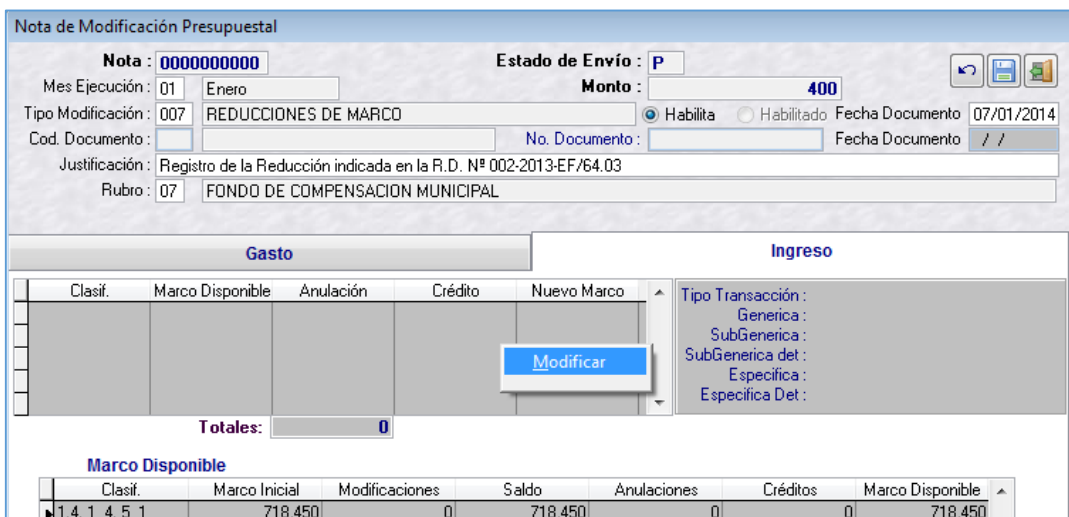 Nota de Modificación Presupuestal
Nota : 0000000000 Estado de Envío : P
Mes Ejecución : 01 Enero Monto : 400
Tipo Modificación : 007 REDUCCIONES DE MARCO Habilita Habilitado Fecha Documento 07/01/2014
Cod. Documento : No. Documento : Fecha Documento / /
Justificación : Registro de la Reducción indicada en la R.D. Nº 002-2013-EF/64.03
Rubro : 07 FONDO DE COMPENSACION MUNICIPAL
Gasto Ingreso
Clasif. Marco Disponible Anulación Crédito Nuevo Marco
Tipo Transacción :
Generica :
SubGenerica :
SubGenerica det :
Especifica :
Especifica Det :
Modificar
Totales: 0
Marco Disponible
Clasif. Marco Inicial Modificaciones Saldo Anulaciones Créditos Marco Disponible
1 4. 1 4. 5 1 718,450 0 718,450 0 0 718,450